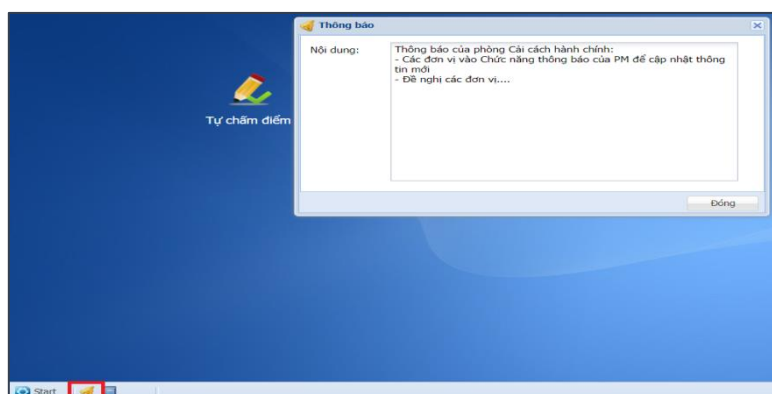 Thông báo
Nội dung:
Thông báo của phòng Cải cách hành chính:
- Các đơn vị vào Chức năng thông báo của PM để cập nhật thông
tin mới
- Đề nghị các đơn vị....
Tự chấm điểm
Đóng
Start